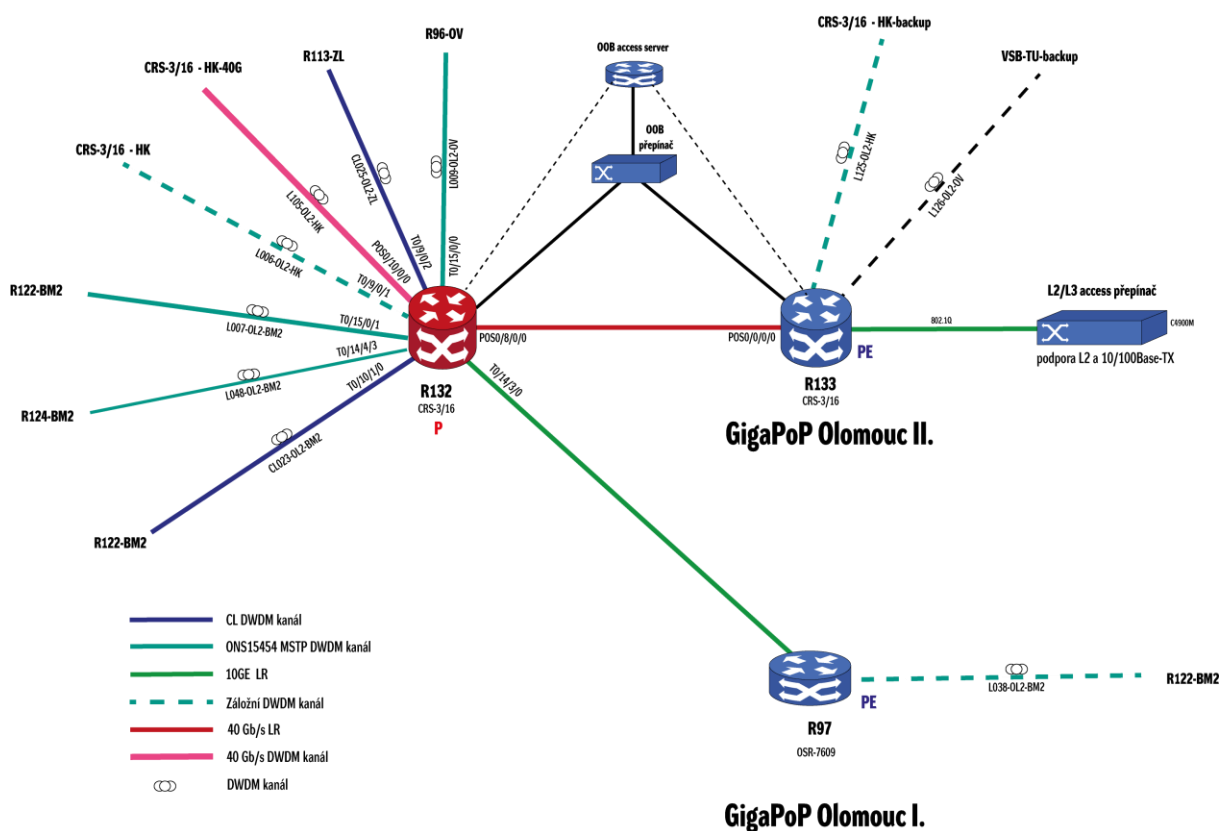 CRS-3/16 - HK-backup
R96-OV
OOB access server
R113-ZL
VSB-TU-backup
CRS-3/16 - HK-40G
CRS-3/16 - HK
OOB
přepínač
L009-OL2-OV
CL025-OL2-ZL
L125-OL2-HK
L126-OL2-OV
L105-OL2-HK
L006-OL2-HK
T0/15/0/0
T0/9/0/2
POS0/10/0/0
T0/9/0/1
R122-BM2
L007-OL2-BM2
T0/15/0/1
T0/14/4/3
L048-OL2-BM2
T0/10/1/0
R124-BM2
CL023-OL2-BM2
R122-BM2
POS0/8/0/0
POS0/0/0/0
R132
CRS-3/16
P
T0/14/3/0
PE
R133
CRS-3/16
802.1Q
L2/L3 access přepínač
C4900M
podpora L2 a 10/100Base-TX
GigaPoP Olomouc II.
CL DWDM kanál
ONS15454 MSTP DWDM kanál
10GE LR
Záložní DWDM kanál
40 Gb/s LR
40 Gb/s DWDM kanál
DWDM kanál
PE
R97
OSR-7609
L038-OL2-BM2
R122-BM2
GigaPoP Olomouc I.